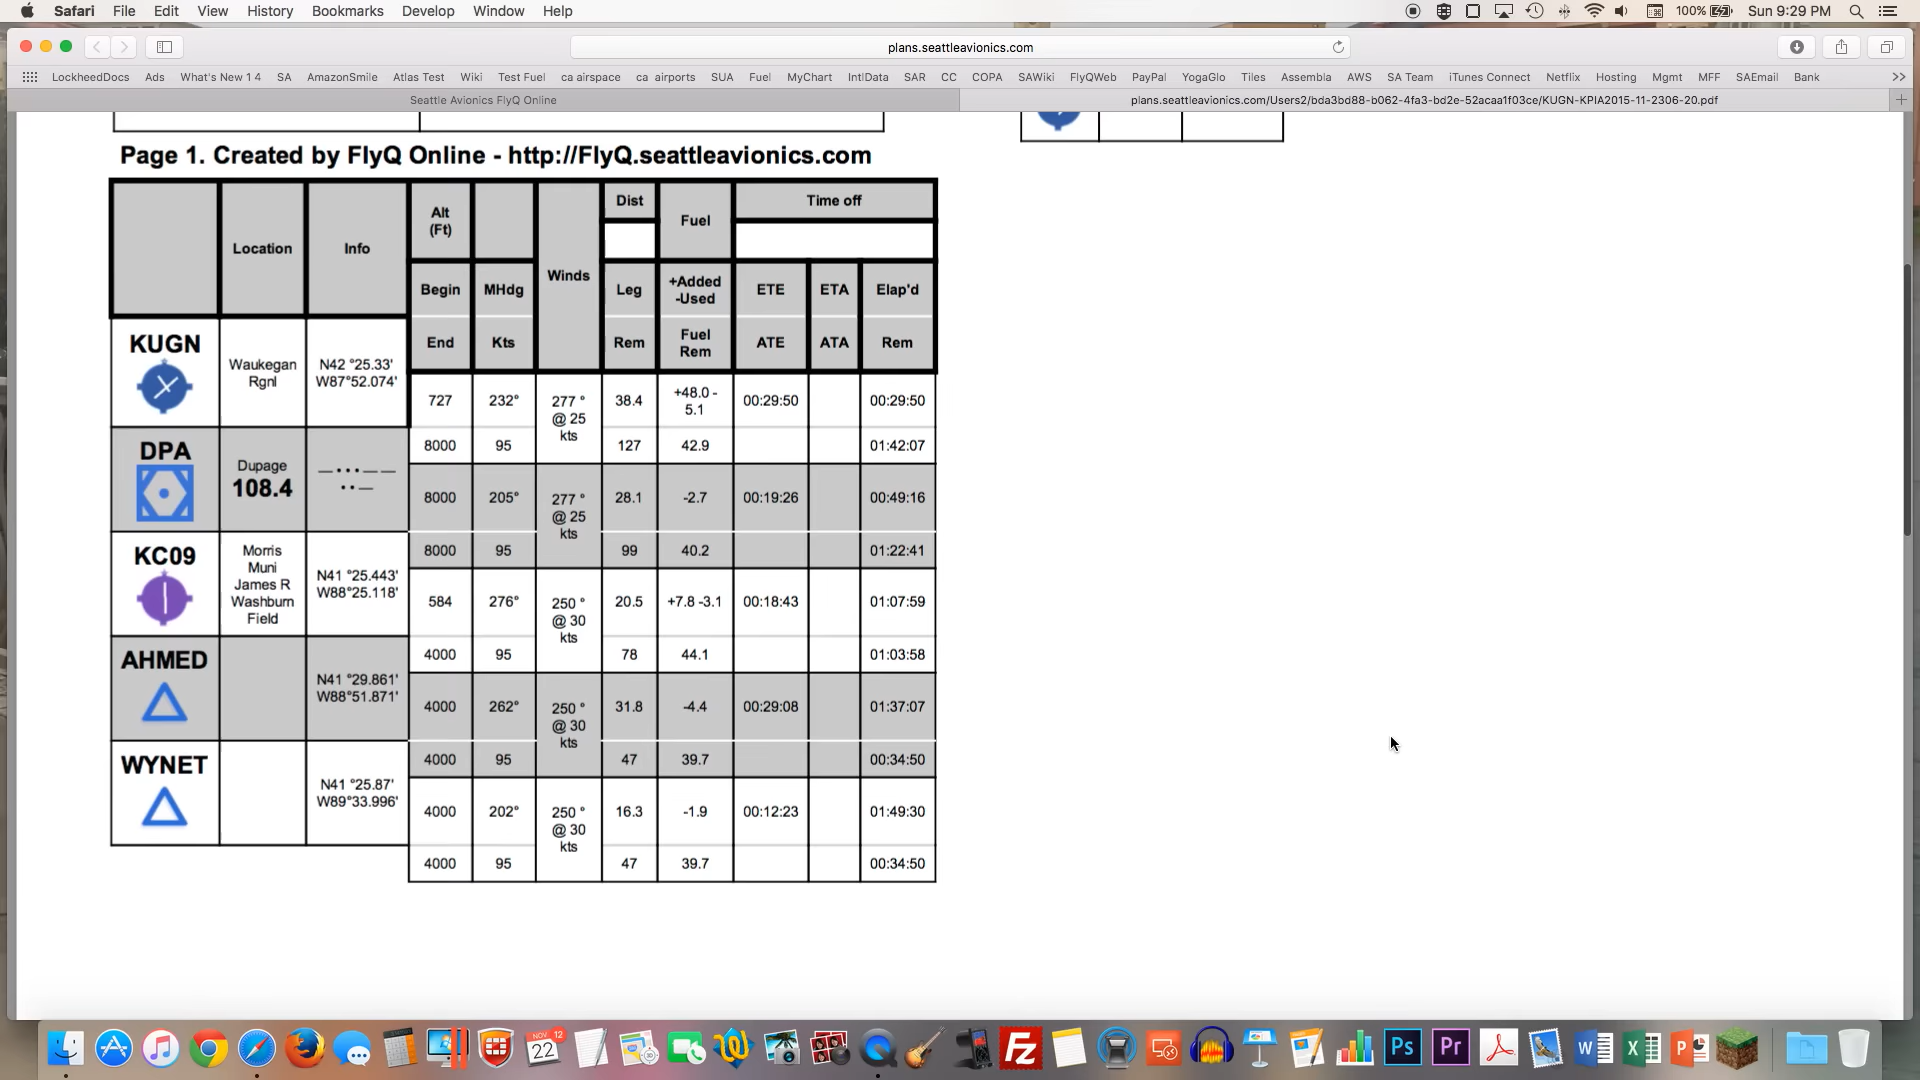 Safari File Edit View History Bookmarks Develop Window Help 100% Sun 9:29 PM
plans.seattleavionics.com
LockheedDocs Ads What's New 1 4 SA AmazonSmile Atlas Test Wiki Test Fuel ca airspace ca airports SUA Fuel MyChart IntlData SAR CC COPA SAWiki FlyQWeb PayPal YogaGlo Tiles Assembla AWS SA Team iTunes Connect Netflix Hosting Mgmt MFF SAEmail Bank
Seattle Avionics FlyQ Online plans.seattleavionics.com/Users2/bda3bd88-b062-4fa3-bd2e-52acaa1f03ce/KUGN-KPIA2015-11-2306-20.pdf
Page 1. Created by FlyQ Online - http://FlyQ.seattleavionics.com
Location Info Alt (Ft) Winds Dist Fuel Time off
Begin MHdg Leg +Added -Used ETE ETA Elap'd
End Kts Rem Fuel Rem ATE ATA Rem
KUGN Waukegan Rgnl N42 °25.33' W87°52.074'
727 232° 277 ° @ 25 kts 38.4 +48.0 - 5.1 00:29:50 00:29:50
8000 95 127 42.9 01:42:07
DPA Dupage 108.4
8000 205° 277 ° @ 25 kts 28.1 -2.7 00:19:26 00:49:16
8000 95 99 40.2 01:22:41
KC09 Morris Muni James R Washburn Field N41 °25.443' W88°25.118'
584 276° 250 ° @ 30 kts 20.5 +7.8 -3.1 00:18:43 01:07:59
4000 95 78 44.1 01:03:58
AHMED N41 °29.861' W88°51.871'
4000 262° 250 ° @ 30 kts 31.8 -4.4 00:29:08 01:37:07
4000 95 47 39.7 00:34:50
WYNET N41 °25.87' W89°33.996'
4000 202° 250 ° @ 30 kts 16.3 -1.9 00:12:23 01:49:30
4000 95 47 39.7 00:34:50
NOV 22 12 Fz Ps Pr W X P